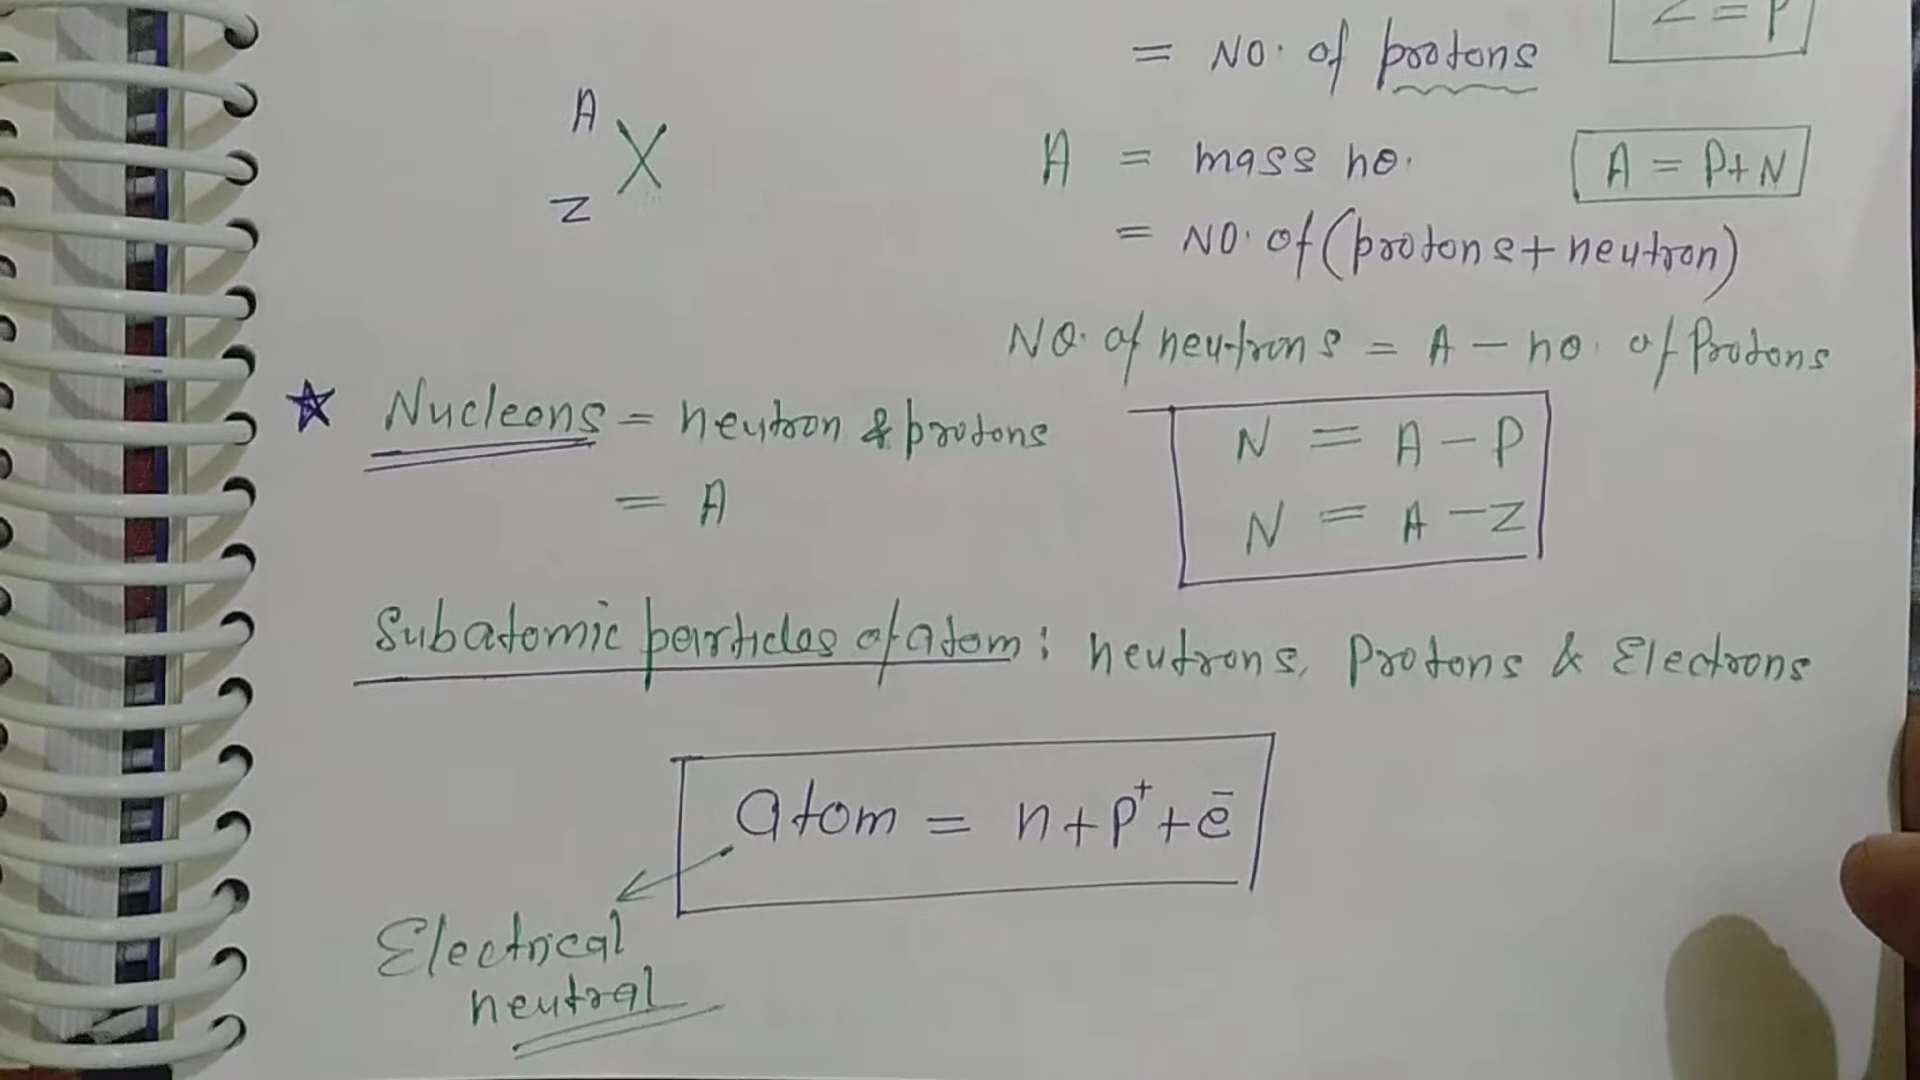 Z = P
= NO. of protons
A
X
Z
A = mass no.
A = P+N
= NO. of (protons + neutron)
NO. of neutrons = A - no. of Protons
☆ Nucleons = neutron & protons
= A
N = A - P
N = A - Z
Subatomic particles of atom : neutrons, Protons & Electrons
atom = n + p⁺ + e⁻
Electrical
neutral